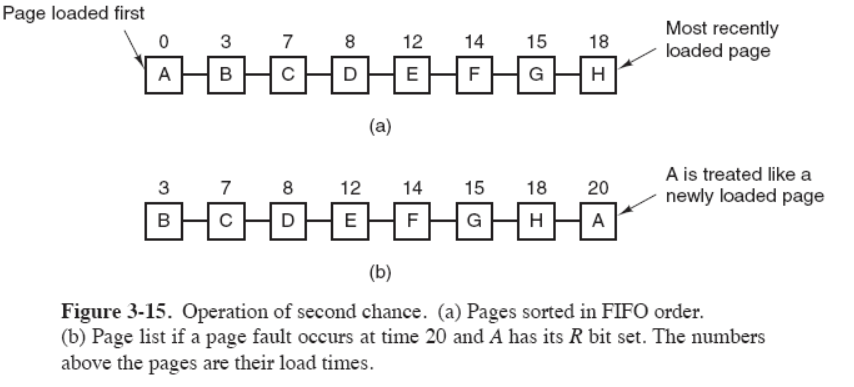 Page loaded first
0 3 7 8 12 14 15 18
Most recently
loaded page
A B C D E F G H
(a)
3 7 8 12 14 15 18 20
A is treated like a
newly loaded page
B C D E F G H A
(b)
Figure 3-15. Operation of second chance. (a) Pages sorted in FIFO order.
(b) Page list if a page fault occurs at time 20 and A has its R bit set. The numbers
above the pages are their load times.